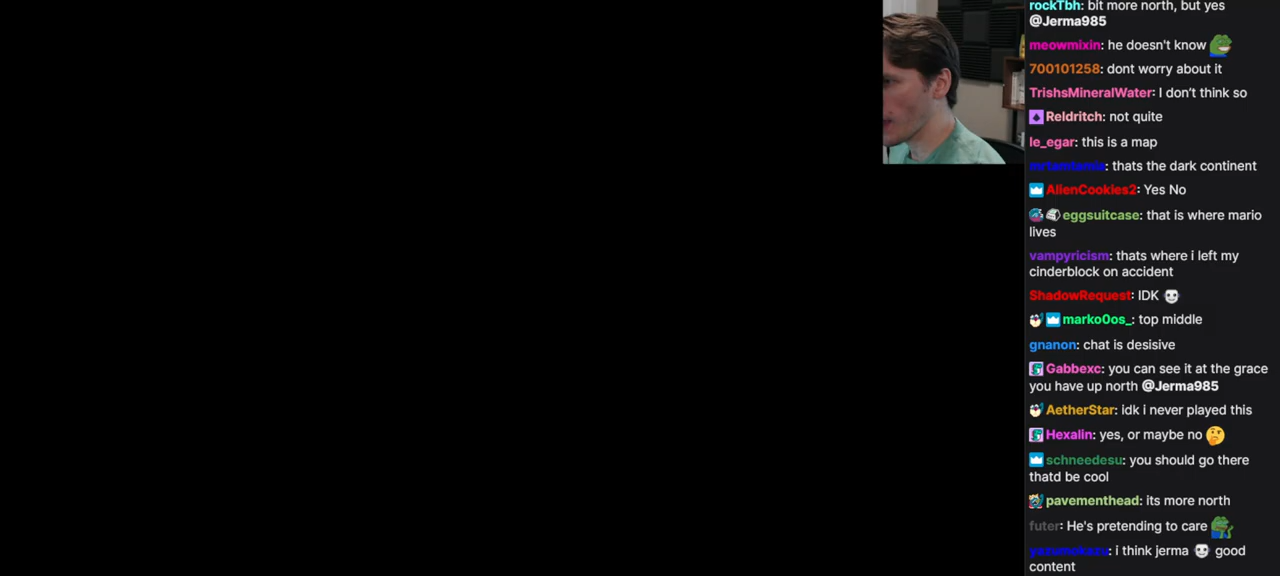 rockTbh: bit more north, but yes
@Jerma985
meowmixin: he doesn't know
700101258: dont worry about it
TrishsMineralWater: I don't think so
Reldritch: not quite
le_egar: this is a map
: thats the dark continent
AlienCookies2: Yes No
eggsuitcase: that is where mario
lives
vampyricism: thats where i left my
cinderblock on accident
ShadowRequest: IDK
marko0os_: top middle
gnanon: chat is desisive
Gabbexc: you can see it at the grace
you have up north @Jerma985
AetherStar: idk i never played this
Hexalin: yes, or maybe no
schneedesu: you should go there
thatd be cool
pavementhead: its more north
futer: He's pretending to care
: i think jerma good
content